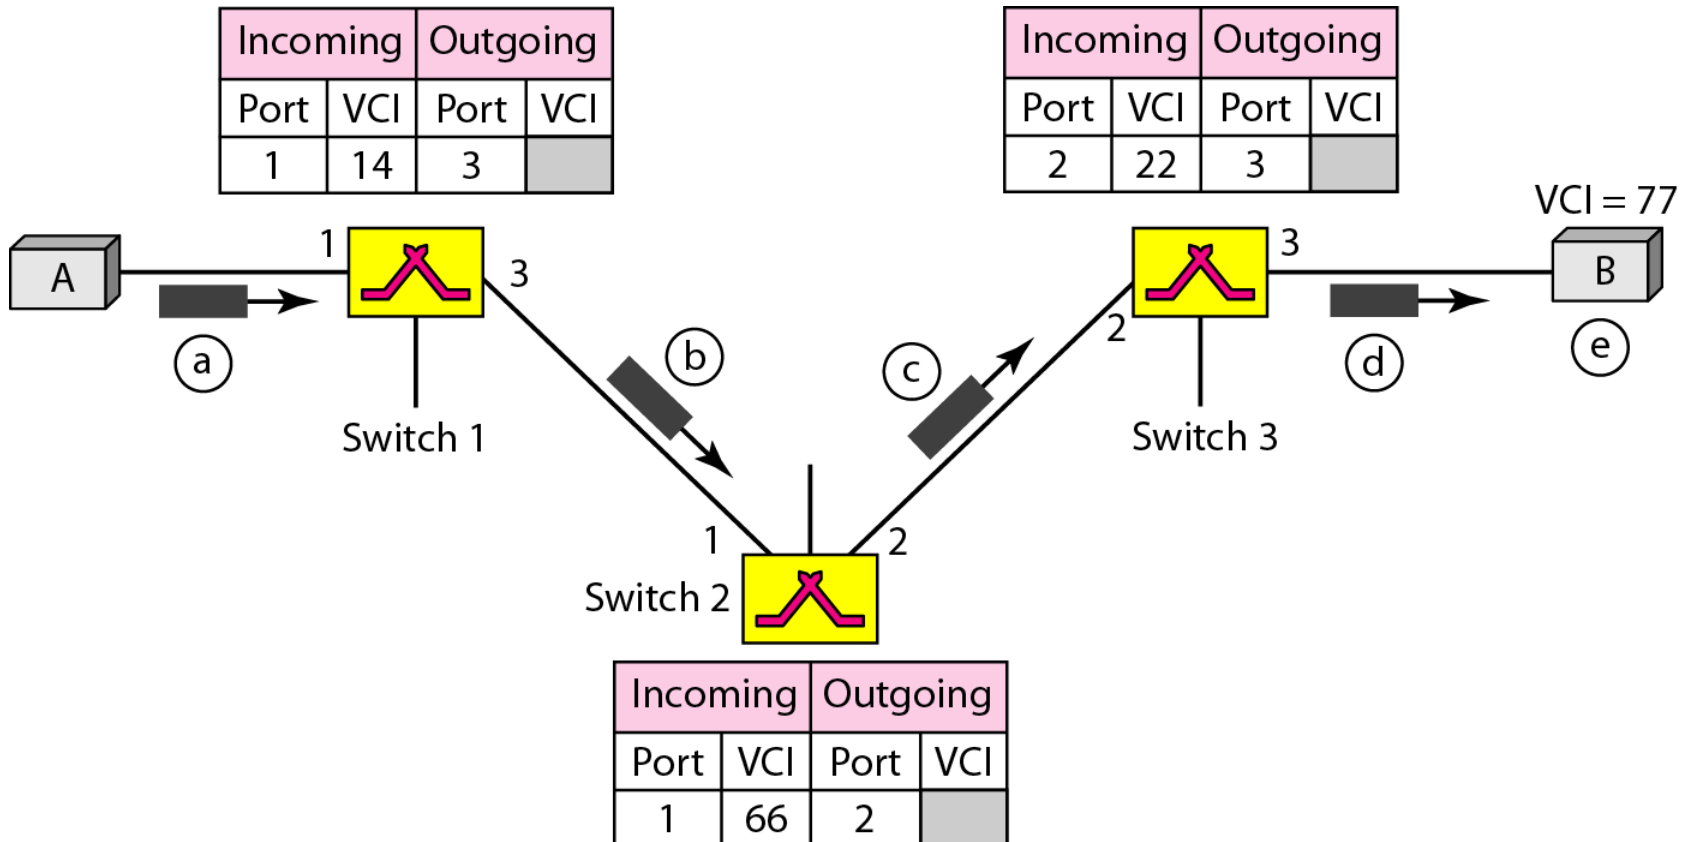 Incoming Outgoing
Port VCI Port VCI
1 14 3
Incoming Outgoing
Port VCI Port VCI
2 22 3
VCI = 77
A
1
3
a
Switch 1
b
c
2
3
Switch 3
d
B
e
1
2
Switch 2
Incoming Outgoing
Port VCI Port VCI
1 66 2